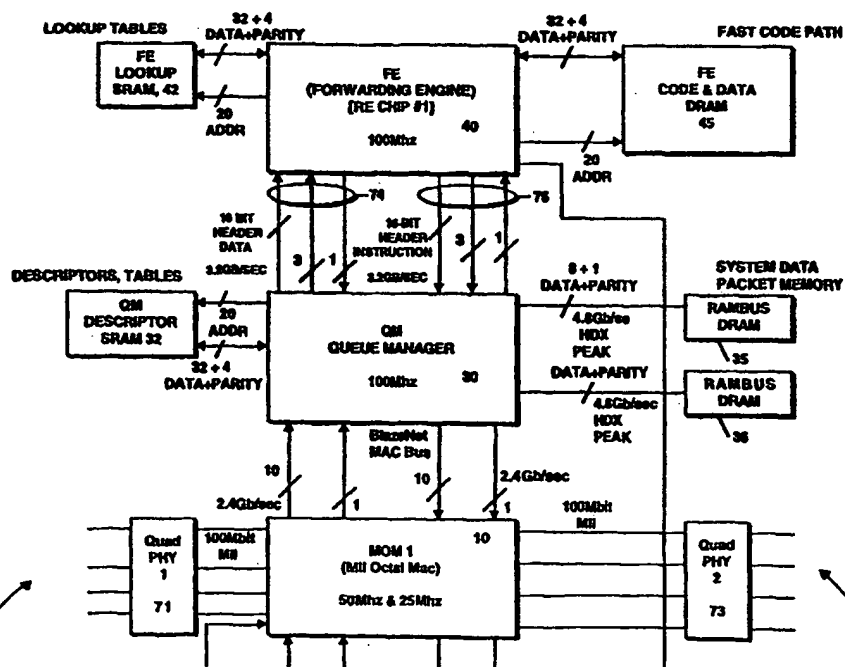 LOOKUP TABLES
32 + 4
DATA+PARITY
32 + 4
DATA+PARITY
FAST CODE PATH
FE
LOOKUP
SRAM, 42
20
ADDR
FE
(FORWARDING ENGINE)
[RE CHIP #1]
40
100Mhz
FE
CODE & DATA
DRAM
45
20
ADDR
74
75
16 BIT
HEADER
DATA
3
1
16-BIT
HEADER
INSTRUCTION
3
1
3.2GB/SEC
DESCRIPTORS, TABLES
QM
DESCRIPTOR
SRAM 32
20
ADDR
32 + 4
DATA+PARITY
QM
QUEUE MANAGER
100Mhz
30
8 + 1
DATA+PARITY
4.8Gb/se
HDX
PEAK
SYSTEM DATA
PACKET MEMORY
RAMBUS
DRAM
35
DATA+PARITY
4.8Gb/sec
HDX
PEAK
RAMBUS
DRAM
36
BlazeNet
MAC Bus
10
2.4Gb/sec
1
10
2.4Gb/sec
1
Quad
PHY
1
71
100Mbit
MII
10
MOM 1
(MII Octal Mac)
50Mhz & 25Mhz
100Mbit
MII
Quad
PHY
2
73